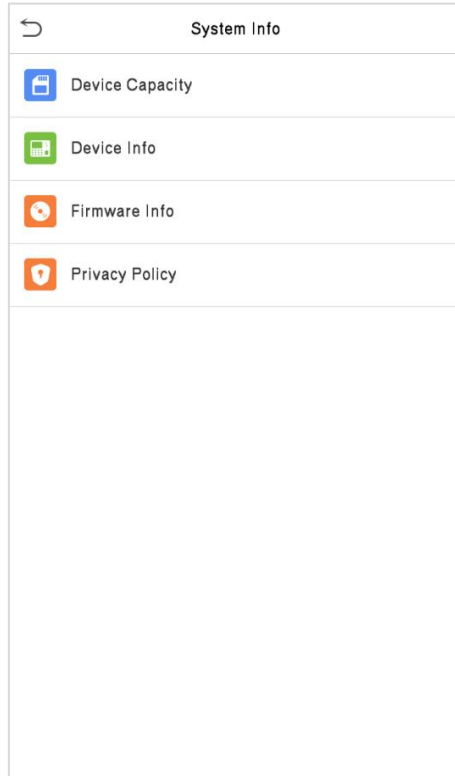 System Info
Device Capacity
Device Info
Firmware Info
Privacy Policy